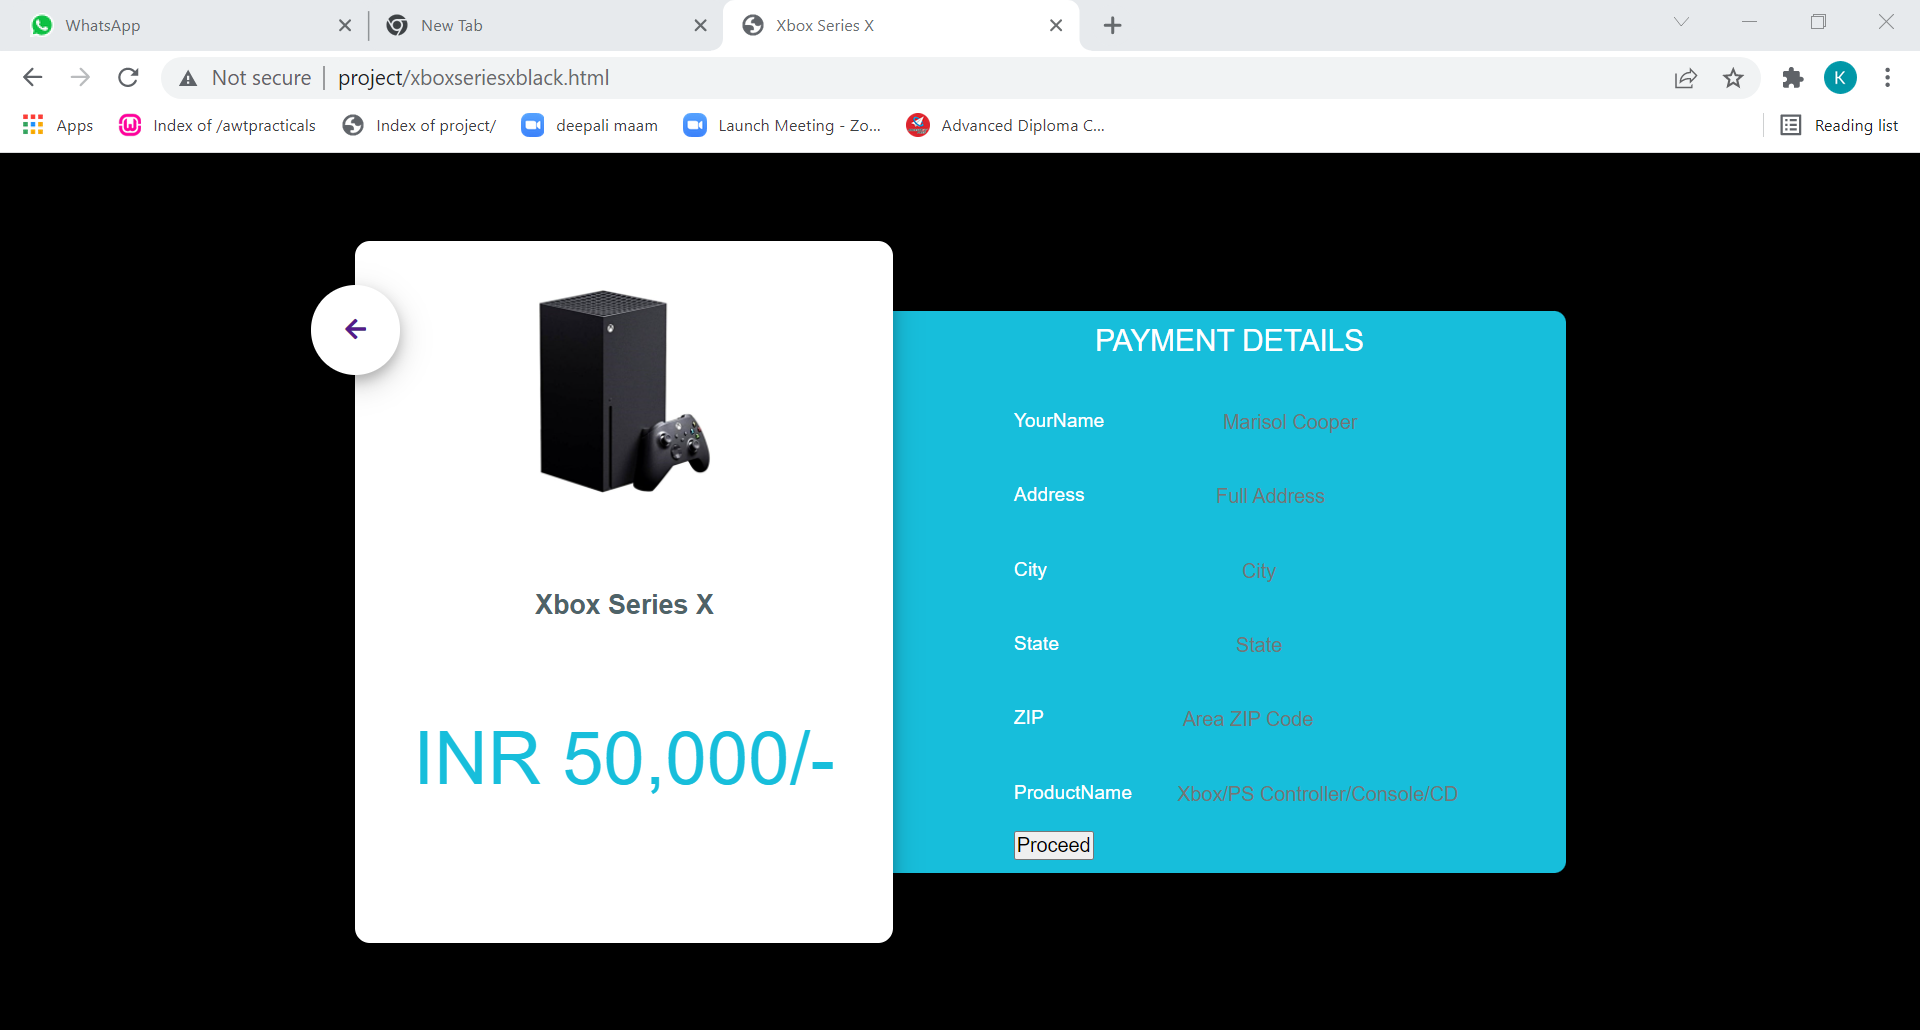 WhatsApp
New Tab
Xbox Series X
Not secure
project/xboxseriesxblack.html
K
Apps
Index of /awtpracticals
Index of project/
deepali maam
Launch Meeting - Zo...
Advanced Diploma C...
Reading list
Xbox Series X
INR 50,000/-
PAYMENT DETAILS
YourName Marisol Cooper
Address Full Address
City City
State State
ZIP Area ZIP Code
ProductName Xbox/PS Controller/Console/CD
Proceed